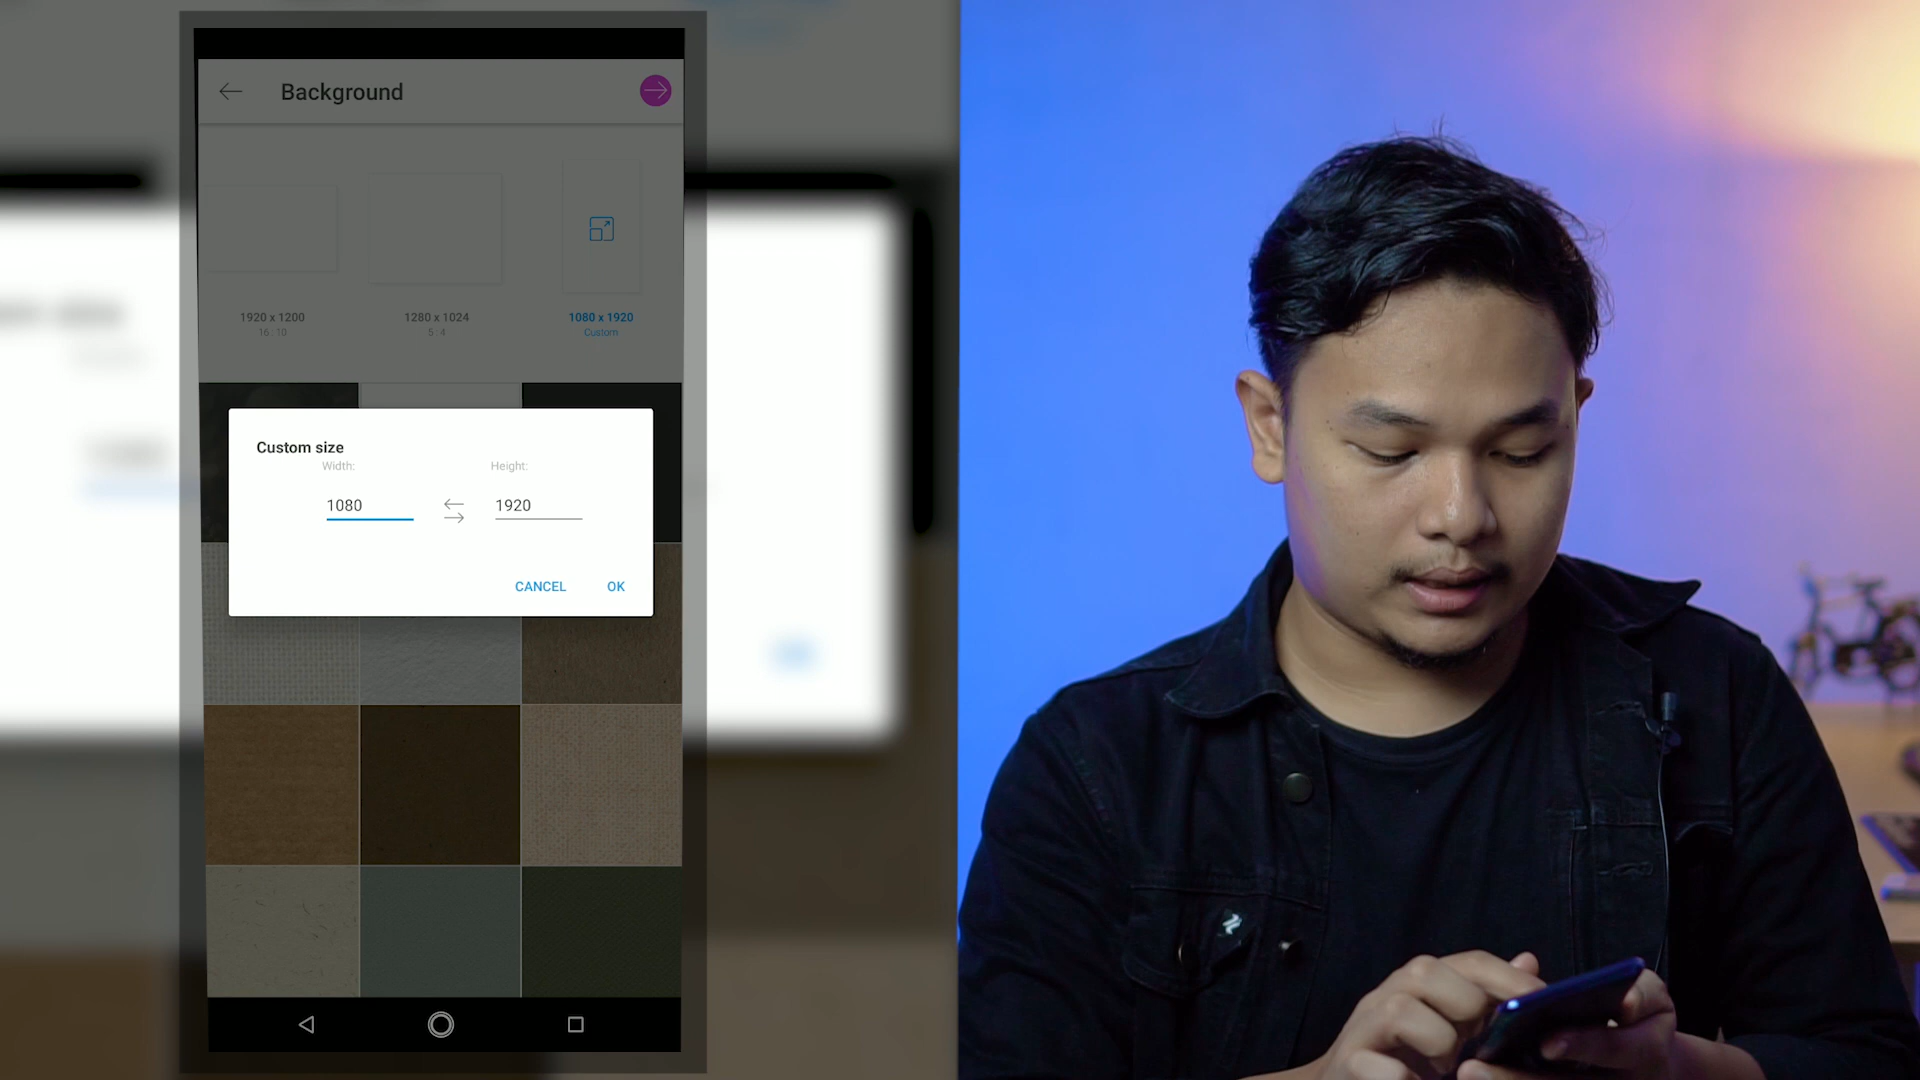 Background
1920 x 1200
16 : 10
1280 x 1024
5 : 4
1080 x 1920
Custom
Custom size
Width:
Height:
1080
1920
CANCEL
OK